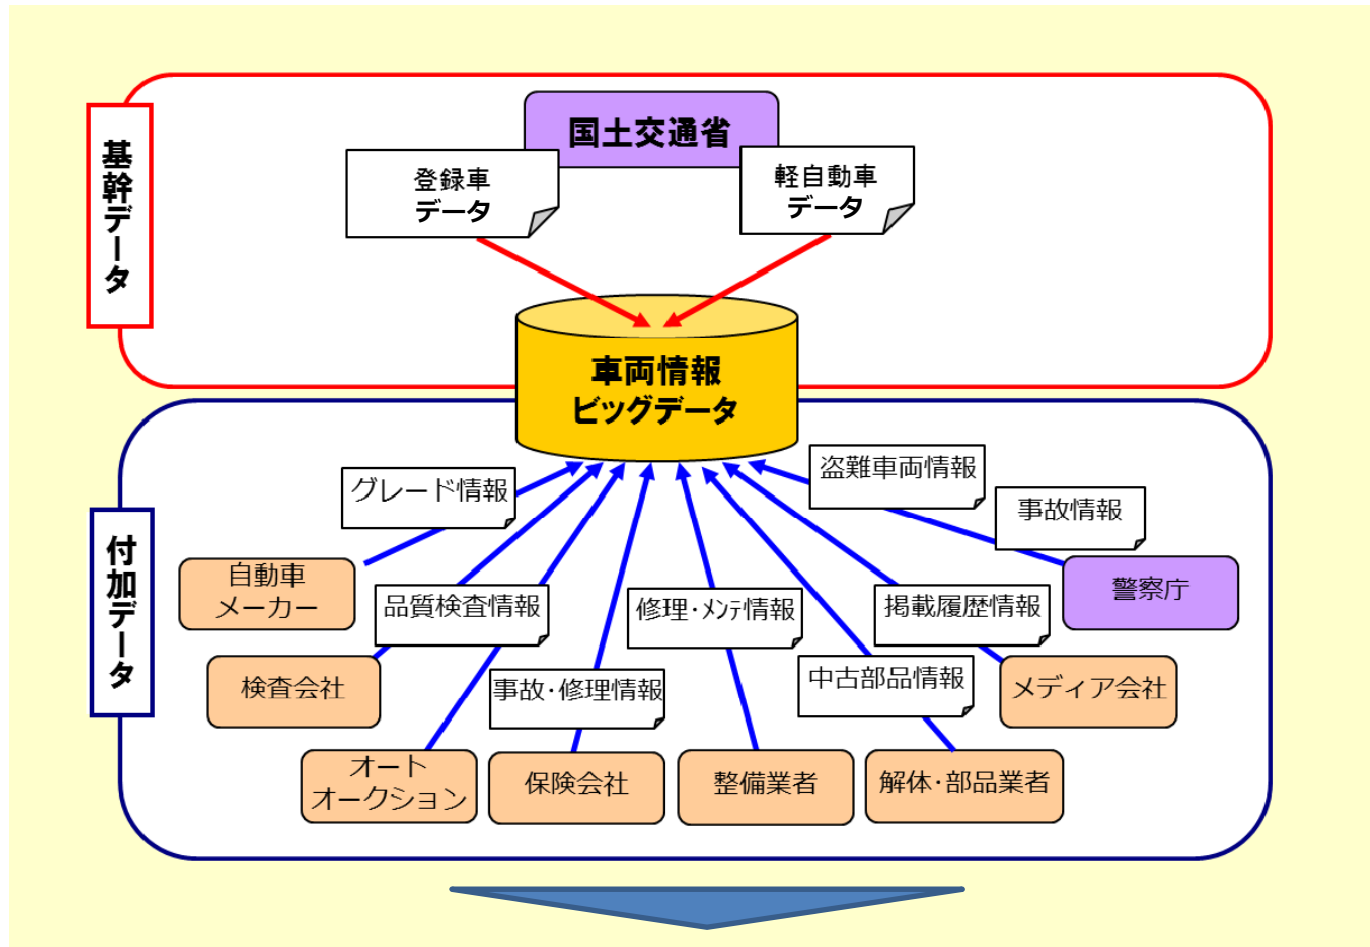 基幹データ
国土交通省
登録車
データ
軽自動車
データ
車両情報
ビッグデータ
付加データ
グレード情報
盗難車両情報
事故情報
自動車
メーカー
品質検査情報
修理・メンテ情報
掲載履歴情報
警察庁
検査会社
事故・修理情報
中古部品情報
メディア会社
オート
オークション
保険会社
整備業者
解体・部品業者